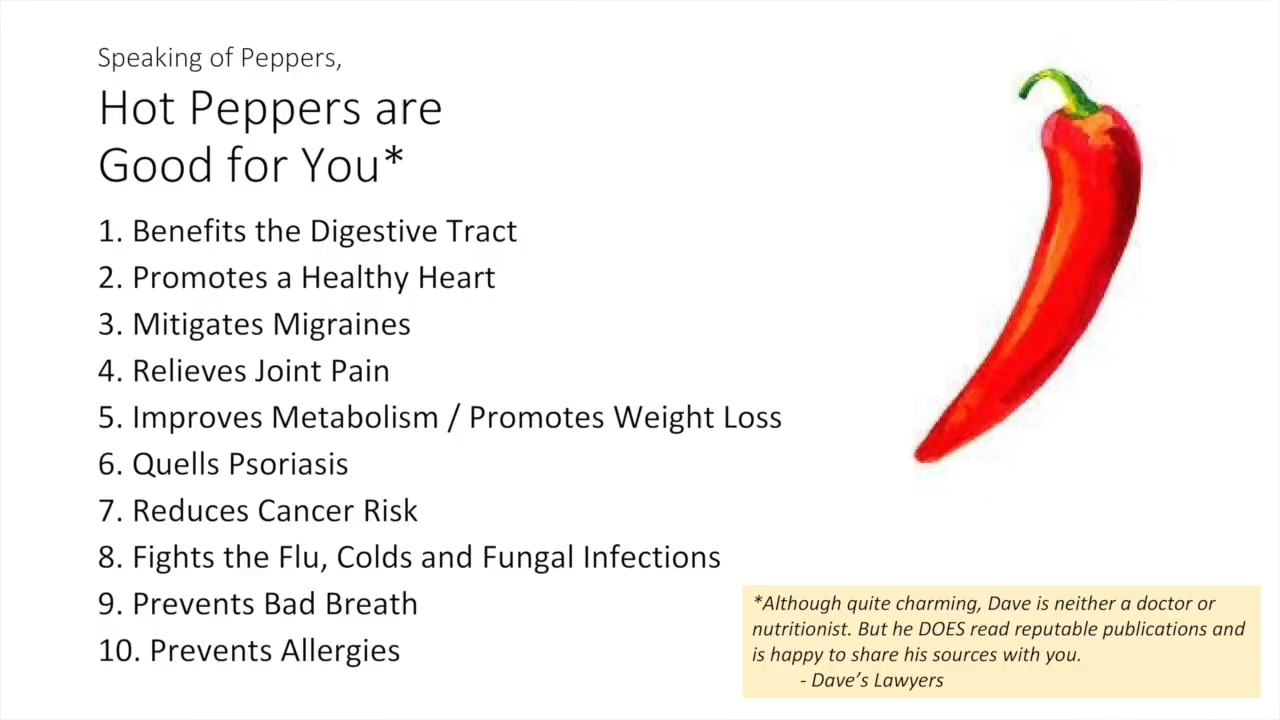 Speaking of Peppers,
Hot Peppers are
Good for You*
1. Benefits the Digestive Tract
2. Promotes a Healthy Heart
3. Mitigates Migraines
4. Relieves Joint Pain
5. Improves Metabolism / Promotes Weight Loss
6. Quells Psoriasis
7. Reduces Cancer Risk
8. Fights the Flu, Colds and Fungal Infections
9. Prevents Bad Breath
10. Prevents Allergies
*Although quite charming, Dave is neither a doctor or
nutritionist. But he DOES read reputable publications and
is happy to share his sources with you.
- Dave’s Lawyers